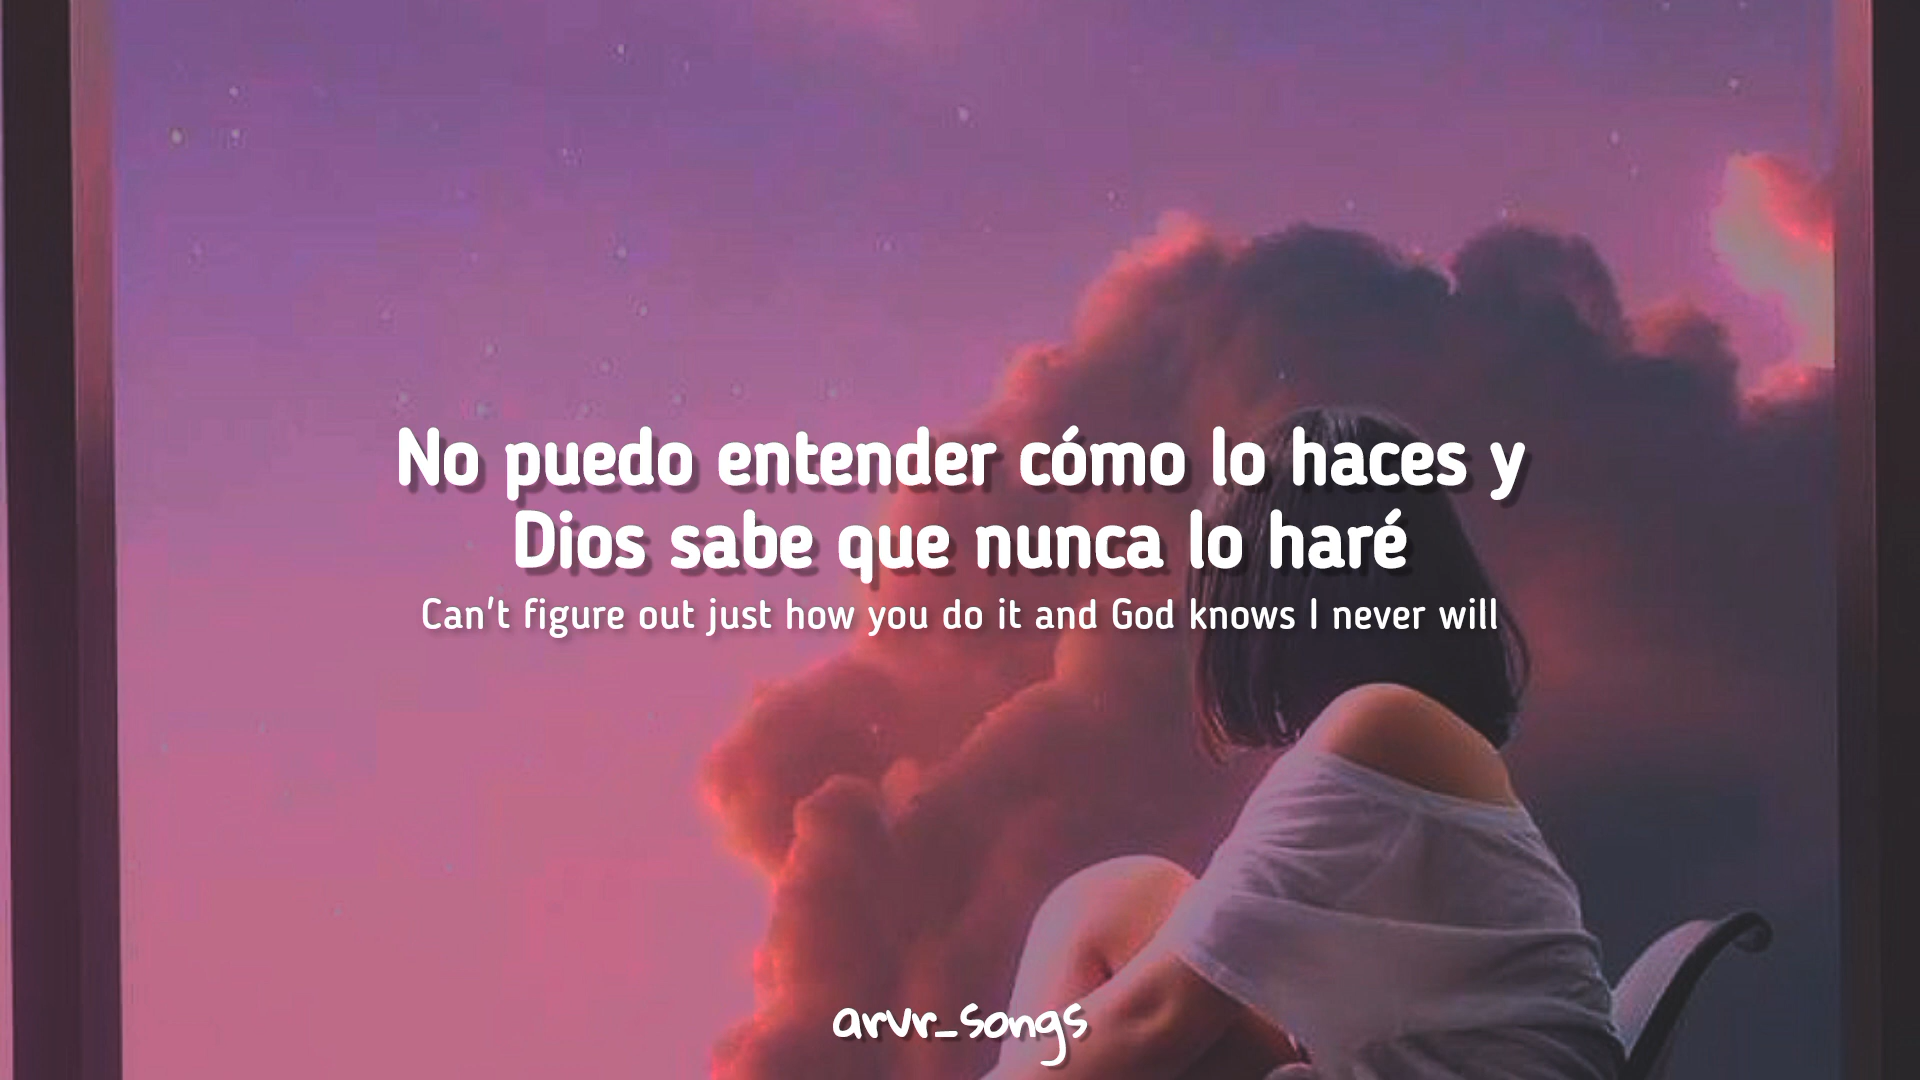 No puedo entender cómo lo haces y
Dios sabe que nunca lo haré
Can't figure out just how you do it and God knows I never will
arvr_songs